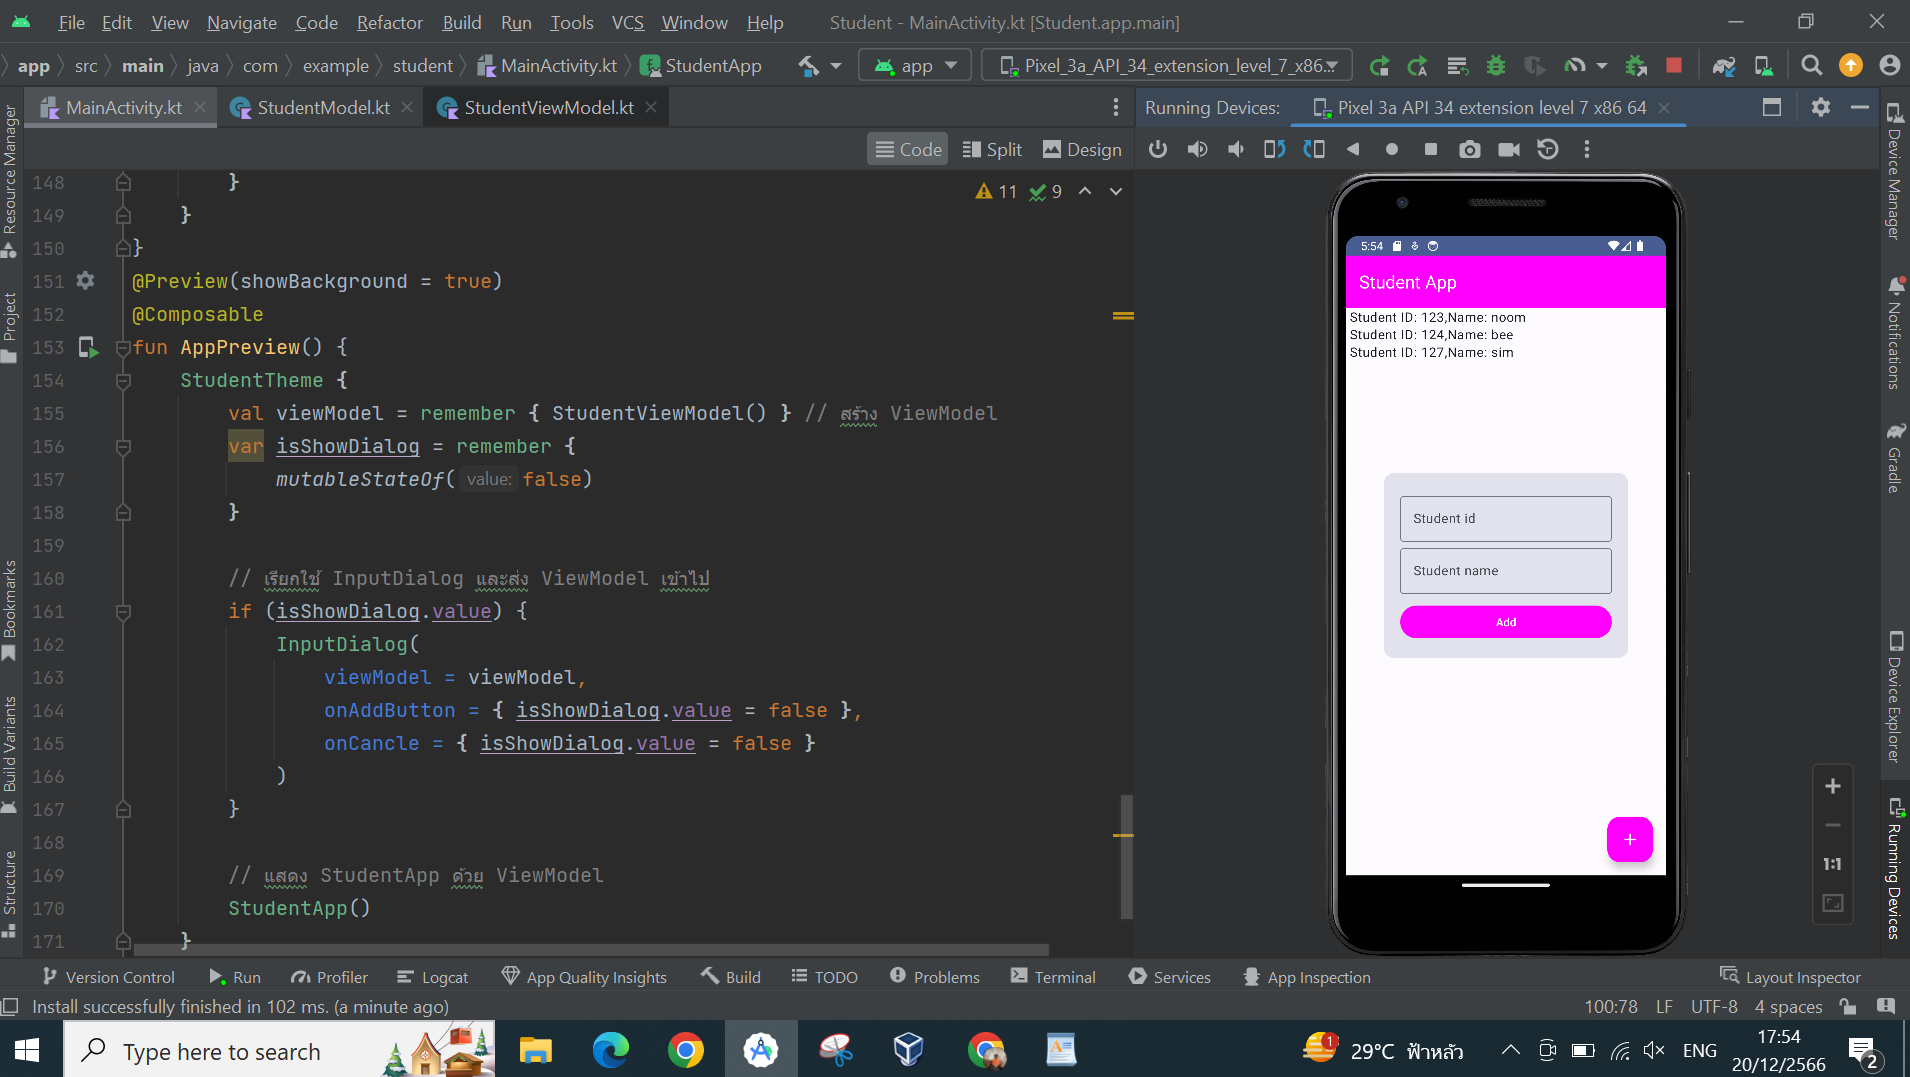 File Edit View Navigate Code Refactor Build Run Tools VCS Window Help Student - MainActivity.kt [Student.app.main]
app src main java com example student MainActivity.kt StudentApp app Pixel_3a_API_34_extension_level_7_x86...
MainActivity.kt StudentModel.kt StudentViewModel.kt
Running Devices: Pixel 3a API 34 extension level 7 x86 64
Code Split Design
11 9
148 }
149 }
150 }
151 @Preview(showBackground = true)
152 @Composable
153 fun AppPreview() {
154 StudentTheme {
155 val viewModel = remember { StudentViewModel() } // สร้าง ViewModel
156 var isShowDialog = remember {
157 mutableStateOf( value: false)
158 }
159
160 // เรียกใช้ InputDialog และส่ง ViewModel เข้าไป
161 if (isShowDialog.value) {
162 InputDialog(
163 viewModel = viewModel,
164 onAddButton = { isShowDialog.value = false },
165 onCancle = { isShowDialog.value = false }
166 )
167 }
168
169 // แสดง StudentApp ด้วย ViewModel
170 StudentApp()
171 }
Resource Manager
Project
Bookmarks
Build Variants
Structure
5:54
Student App
Student ID: 123,Name: noom
Student ID: 124,Name: bee
Student ID: 127,Name: sim
Student id
Student name
Add
+
1:1
Device Manager
Notifications
Gradle
Device Explorer
Running Devices
Version Control Run Profiler Logcat App Quality Insights Build TODO Problems Terminal Services App Inspection Layout Inspector
Install successfully finished in 102 ms. (a minute ago) 100:78 LF UTF-8 4 spaces
Type here to search 1 29°C ฟ้าหลัว ENG 17:54
20/12/2566 2